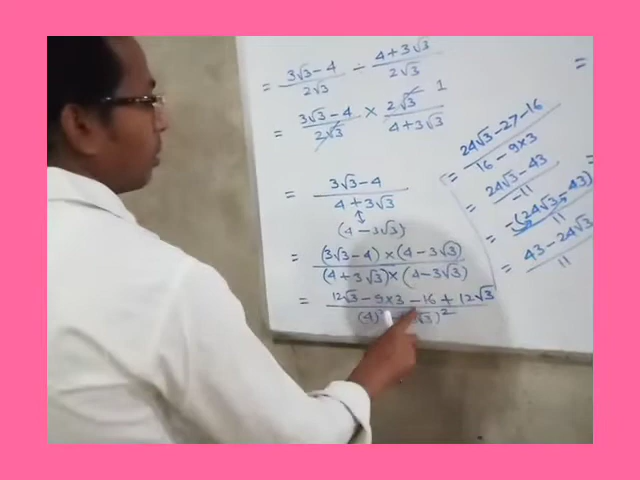 = 3√3-4 / 2√3 ÷ 4+3√3 / 2√3
= 3√3-4 / 2√3 × 2√3 / 4+3√3 1
= 3√3-4 / 4+3√3
↕
(4-3√3)
= (3√3-4)×(4-3√3) / (4+3√3)×(4-3√3)
= 12√3-9×3-16+12√3 / (4)² √3)²
=
= 24√3-27-16 / 16-9×3
= 24√3-43 / -11
= -(24√3-43) / 11
= 43-24√3 / 11
=